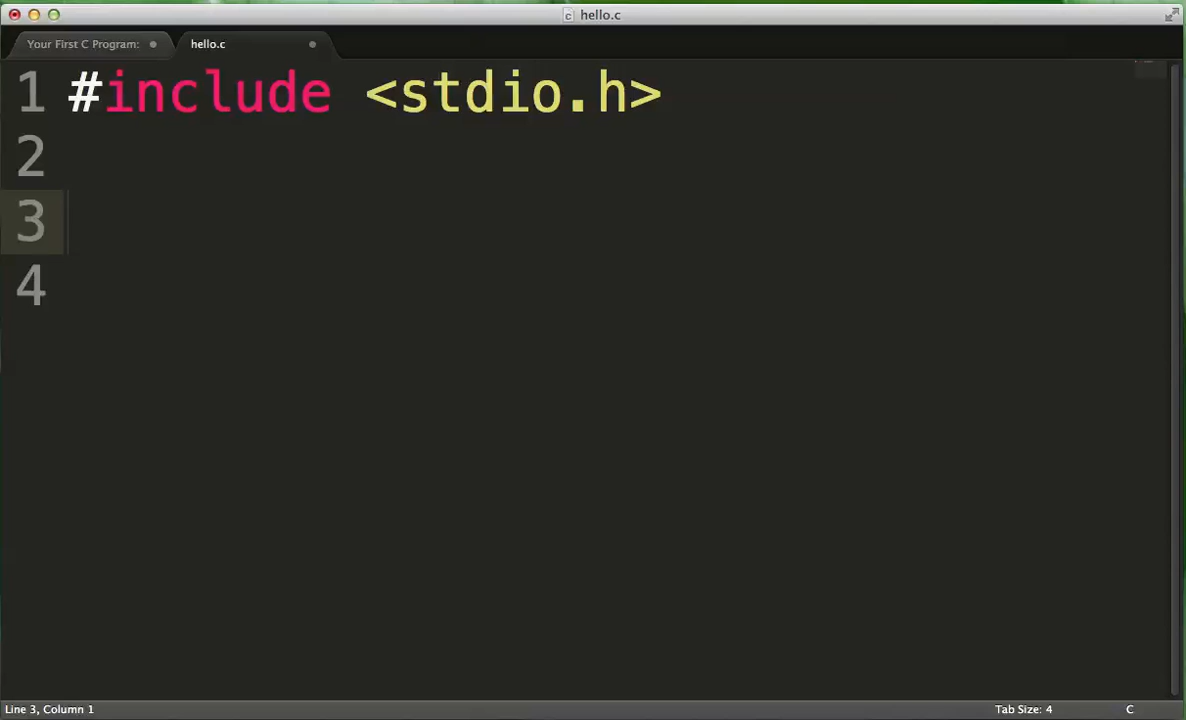 hello.c
Your First C Program:
hello.c
1 #include <stdio.h>
2
3
4
Line 3, Column 1
Tab Size: 4
C